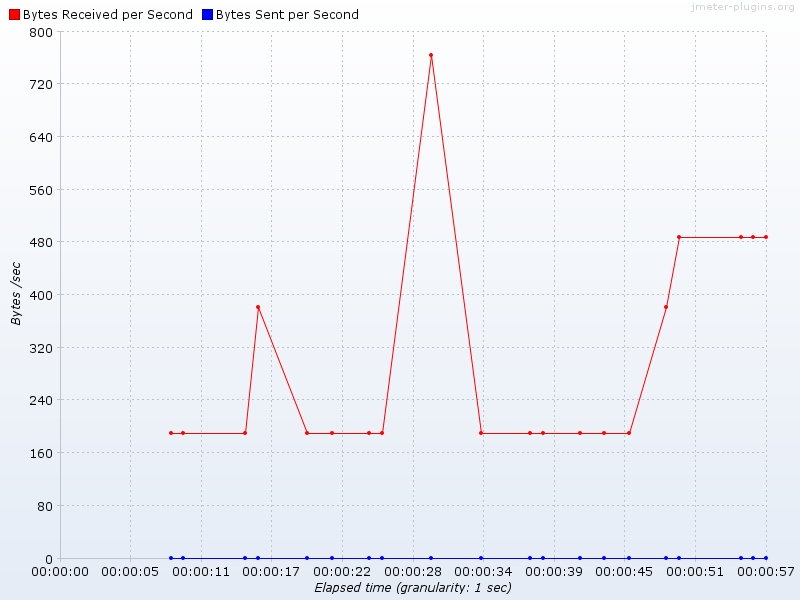 jmeter-plugins.org
Bytes Received per Second Bytes Sent per Second
800
720
640
560
480
400
320
240
160
80
0
Bytes /sec
00:00:00 00:00:05 00:00:11 00:00:17 00:00:22 00:00:28 00:00:34 00:00:39 00:00:45 00:00:51 00:00:57
Elapsed time (granularity: 1 sec)